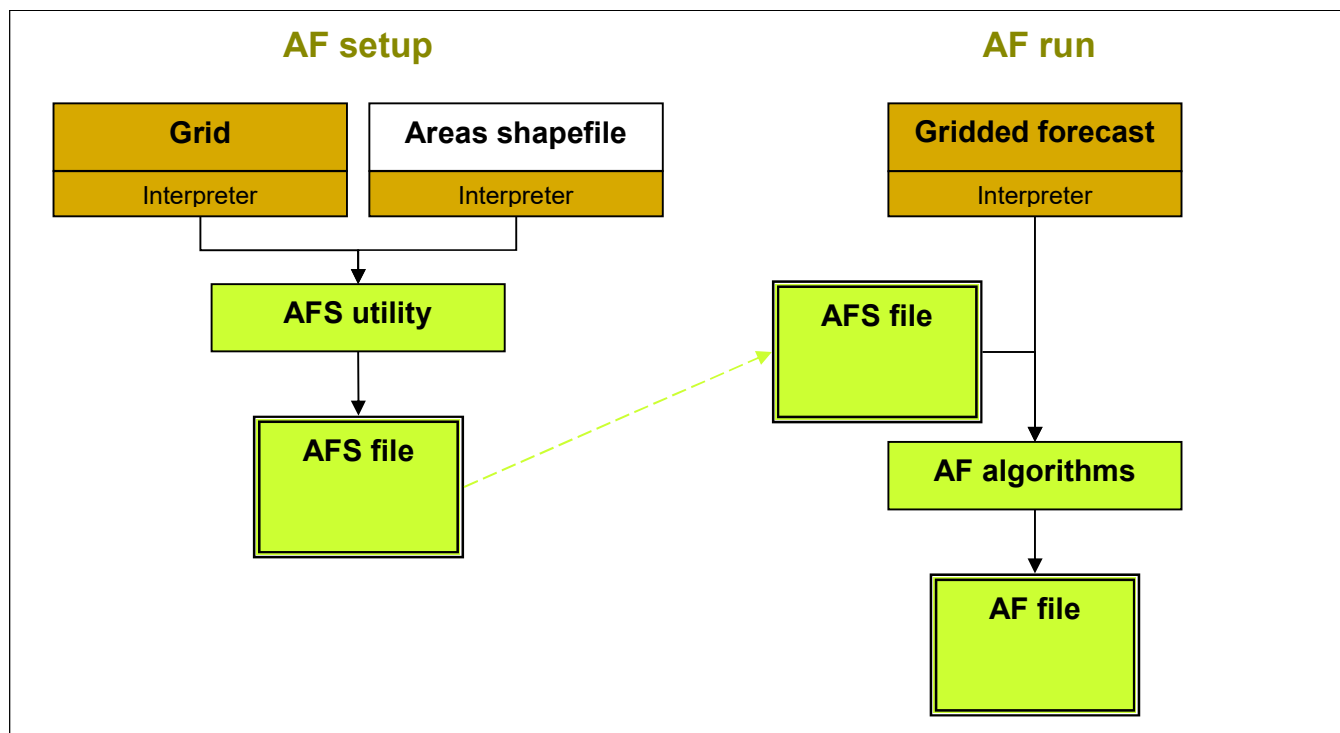 AF setup
Grid
Interpreter
Areas shapefile
Interpreter
AFS utility
AFS file
AF run
Gridded forecast
Interpreter
AFS file
AF algorithms
AF file